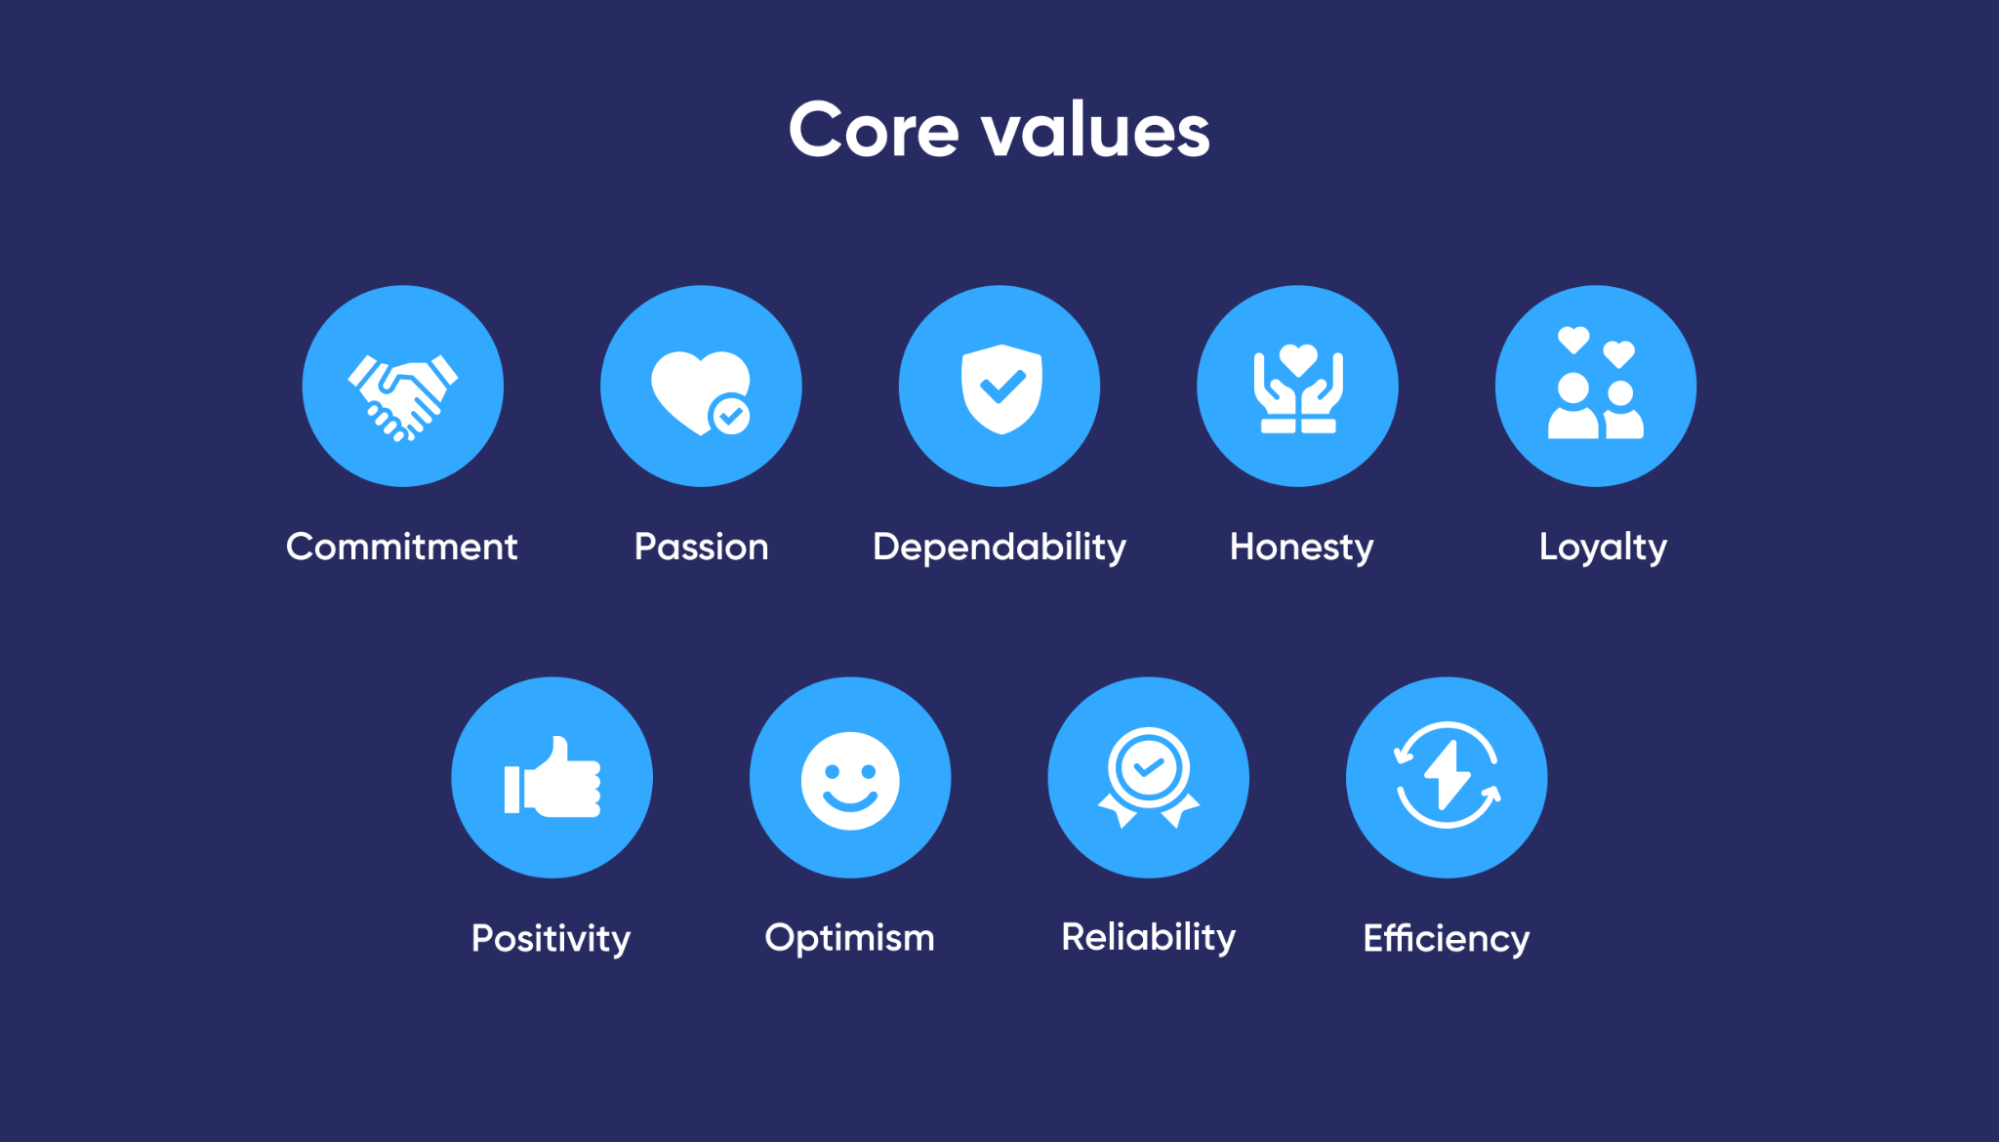 Core values
Commitment
Passion
Dependability
Honesty
Loyalty
Positivity
Optimism
Reliability
Efficiency